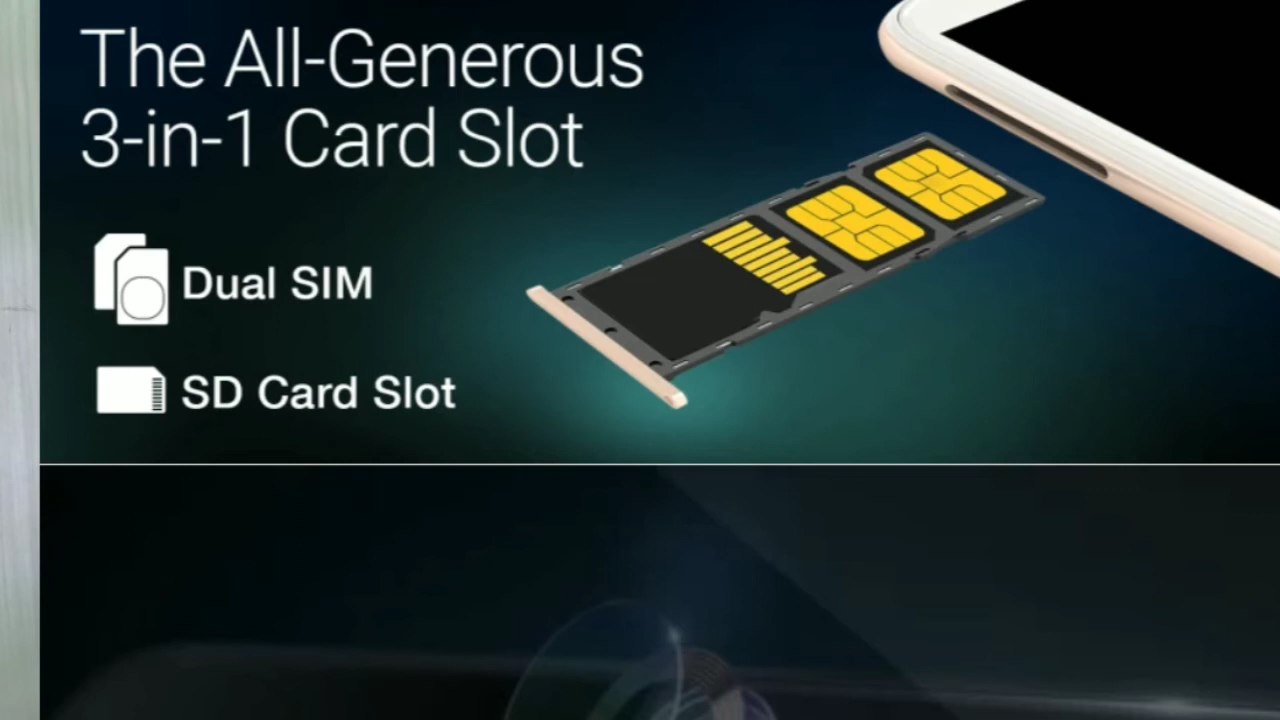 The All-Generous
3-in-1 Card Slot
Dual SIM
SD Card Slot